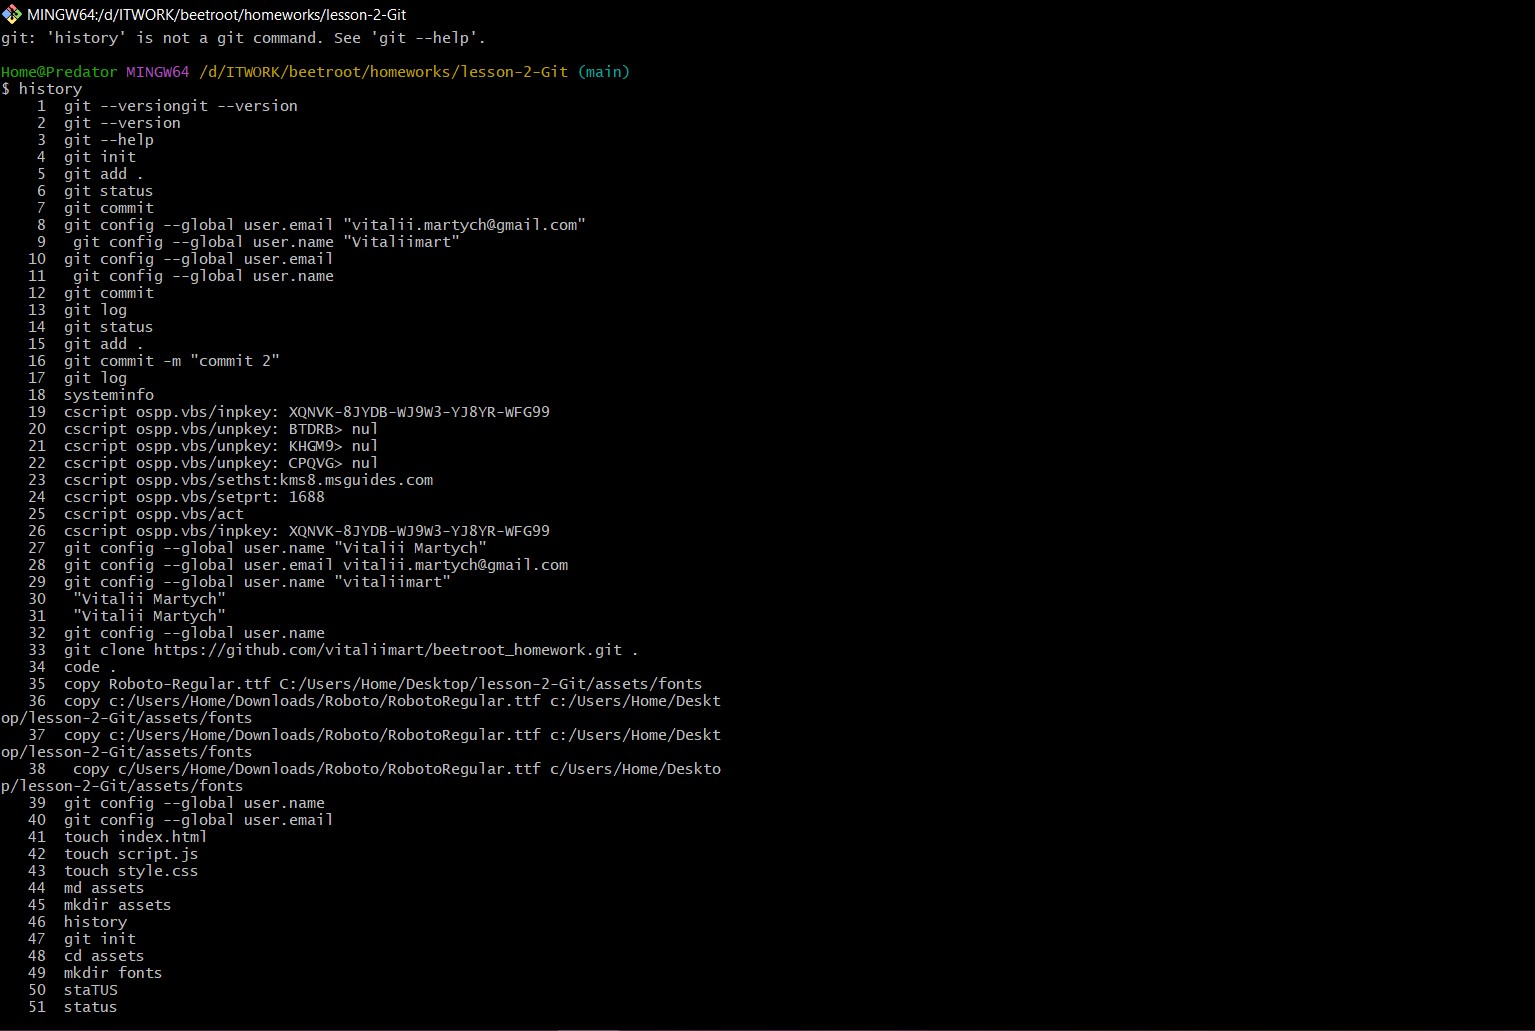 MINGW64:/d/ITWORK/beetroot/homeworks/lesson-2-Git
git: 'history' is not a git command. See 'git --help'.
Home@Predator MINGW64 /d/ITWORK/beetroot/homeworks/lesson-2-Git (main)
$ history
1 git --versiongit --version
2 git --version
3 git --help
4 git init
5 git add .
6 git status
7 git commit
8 git config --global user.email "vitalii.martych@gmail.com"
9 git config --global user.name "Vitaliimart"
10 git config --global user.email
11 git config --global user.name
12 git commit
13 git log
14 git status
15 git add .
16 git commit -m "commit 2"
17 git log
18 systeminfo
19 cscript ospp.vbs/inpkey: XQNVK-8JYDB-WJ9W3-YJ8YR-WFG99
20 cscript ospp.vbs/unpkey: BTDRB> nul
21 cscript ospp.vbs/unpkey: KHGM9> nul
22 cscript ospp.vbs/unpkey: CPQVG> nul
23 cscript ospp.vbs/sethst:kms8.msguides.com
24 cscript ospp.vbs/setprt: 1688
25 cscript ospp.vbs/act
26 cscript ospp.vbs/inpkey: XQNVK-8JYDB-WJ9W3-YJ8YR-WFG99
27 git config --global user.name "Vitalii Martych"
28 git config --global user.email vitalii.martych@gmail.com
29 git config --global user.name "vitaliimart"
30 "Vitalii Martych"
31 "Vitalii Martych"
32 git config --global user.name
33 git clone https://github.com/vitaliimart/beetroot_homework.git .
34 code .
35 copy Roboto-Regular.ttf C:/Users/Home/Desktop/lesson-2-Git/assets/fonts
36 copy c:/Users/Home/Downloads/Roboto/RobotoRegular.ttf c:/Users/Home/Deskt
op/lesson-2-Git/assets/fonts
37 copy c:/Users/Home/Downloads/Roboto/RobotoRegular.ttf c:/Users/Home/Deskt
op/lesson-2-Git/assets/fonts
38 copy c/Users/Home/Downloads/Roboto/RobotoRegular.ttf c/Users/Home/Deskto
p/lesson-2-Git/assets/fonts
39 git config --global user.name
40 git config --global user.email
41 touch index.html
42 touch script.js
43 touch style.css
44 md assets
45 mkdir assets
46 history
47 git init
48 cd assets
49 mkdir fonts
50 staTUS
51 status